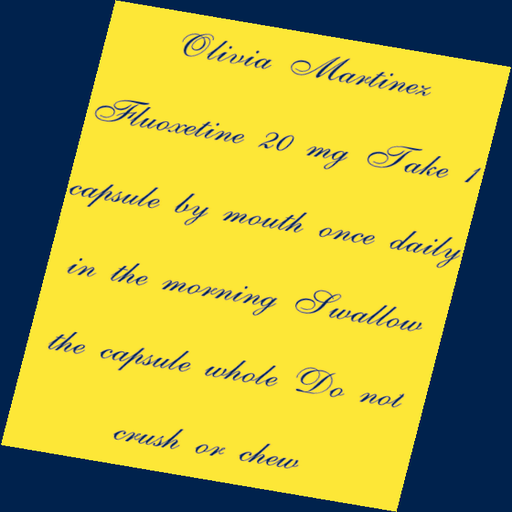 Olivia Martinez
Fluoxetine 20 mg Take 1
capsule by mouth once daily
in the morning Swallow
the capsule whole Do not
crush or chew